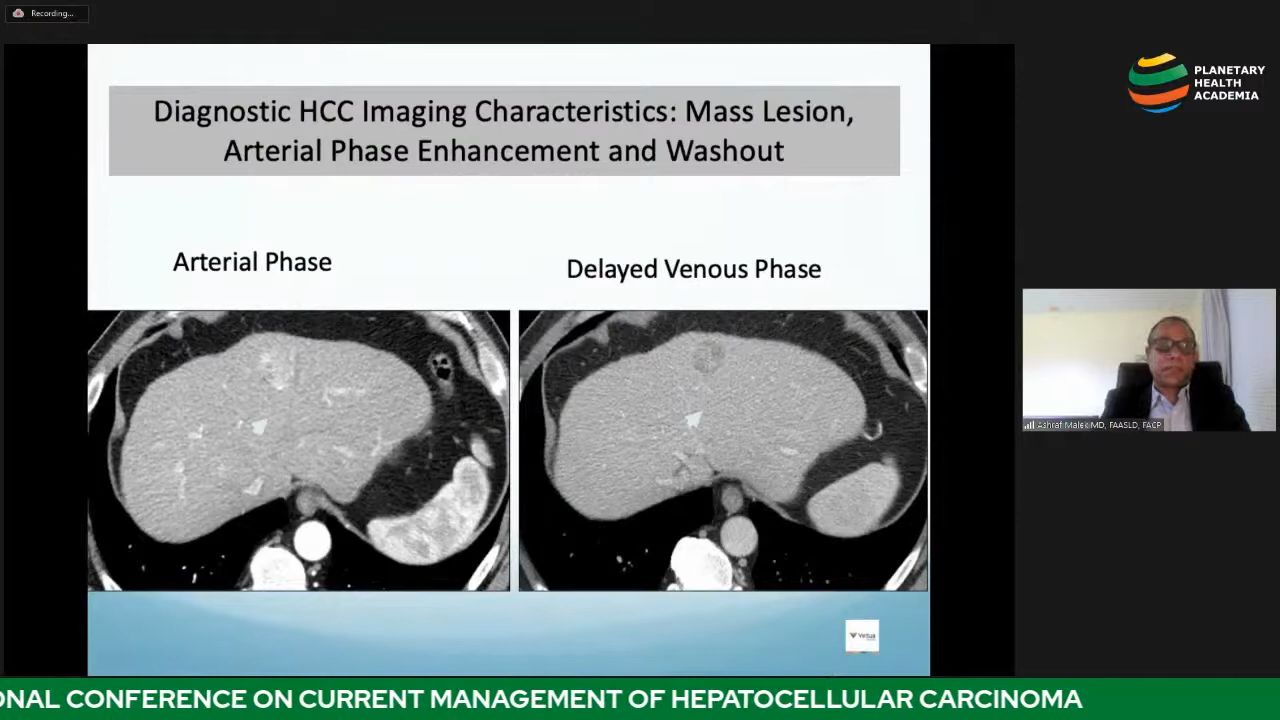 Recording...
PLANETARY
HEALTH
ACADEMIA
Diagnostic HCC Imaging Characteristics: Mass Lesion,
Arterial Phase Enhancement and Washout
Arterial Phase
Delayed Venous Phase
Ashraf Malek MD, FAASLD, FACP
ONAL CONFERENCE ON CURRENT MANAGEMENT OF HEPATOCELLULAR CARCINOMA